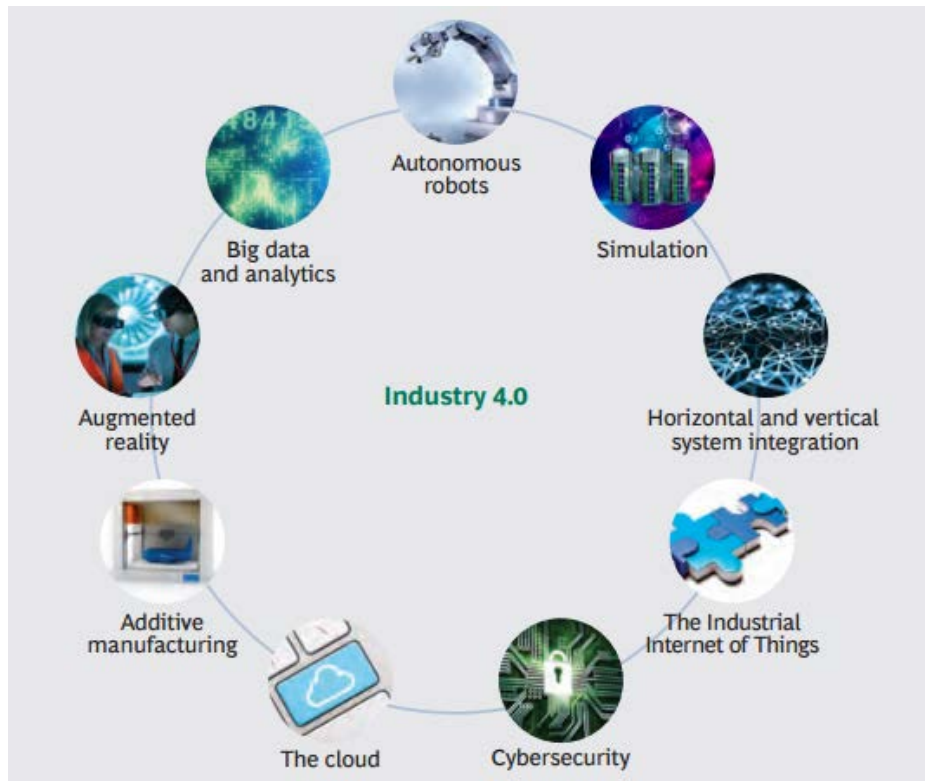 Autonomous
robots
Simulation
Horizontal and vertical
system integration
The Industrial
Internet of Things
Cybersecurity
The cloud
Additive
manufacturing
Augmented
reality
Big data
and analytics
Industry 4.0